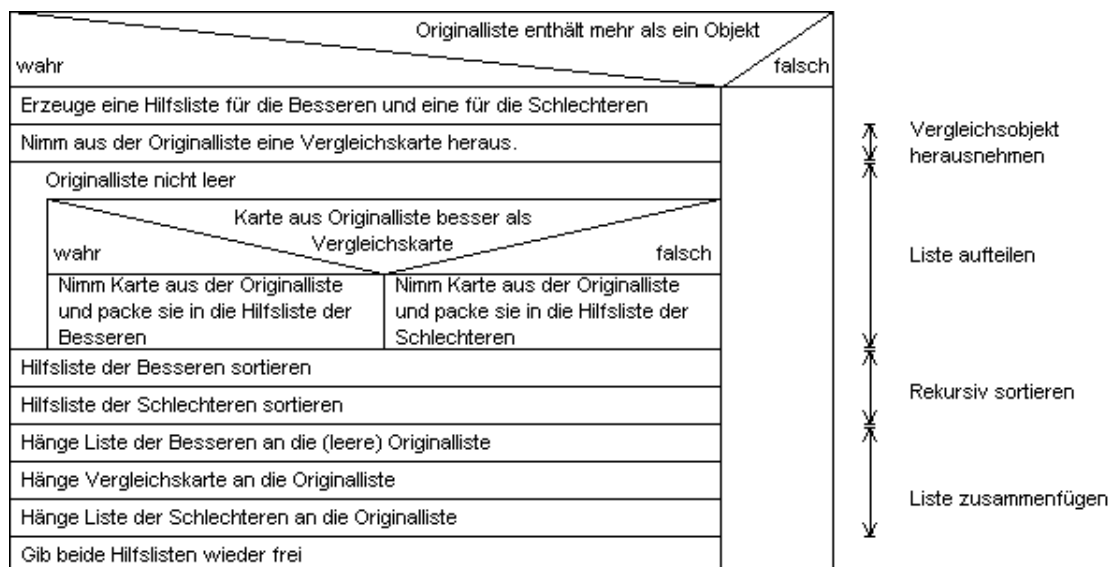 Originalliste enthält mehr als ein Objekt
wahr
falsch
Erzeuge eine Hilfsliste für die Besseren und eine für die Schlechteren
Nimm aus der Originalliste eine Vergleichskarte heraus.
Originalliste nicht leer
Karte aus Originalliste besser als
Vergleichskarte
wahr
falsch
Nimm Karte aus der Originalliste
und packe sie in die Hilfsliste der
Besseren
Nimm Karte aus der Originalliste
und packe sie in die Hilfsliste der
Schlechteren
Hilfsliste der Besseren sortieren
Hilfsliste der Schlechteren sortieren
Hänge Liste der Besseren an die (leere) Originalliste
Hänge Vergleichskarte an die Originalliste
Hänge Liste der Schlechteren an die Originalliste
Gib beide Hilfslisten wieder frei
Vergleichsobjekt
herausnehmen
Liste aufteilen
Rekursiv sortieren
Liste zusammenfügen